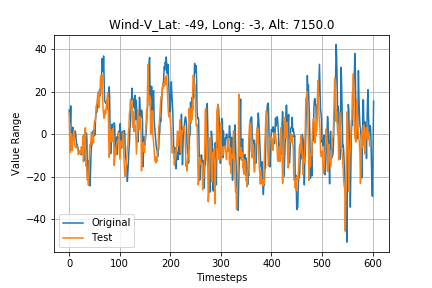 Wind-V_Lat: -49, Long: -3, Alt: 7150.0
Value Range
40
20
0
−20
−40
Original
Test
0 100 200 300 400 500 600
Timesteps